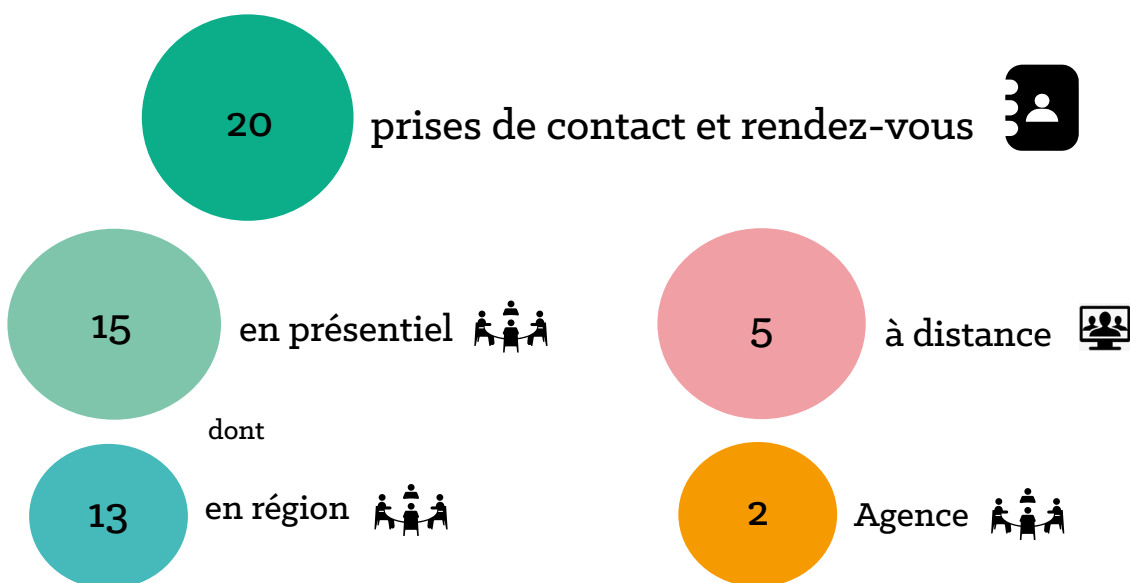 20 prises de contact et rendez-vous
15 en présentiel
5 à distance
dont
13 en région
2 Agence